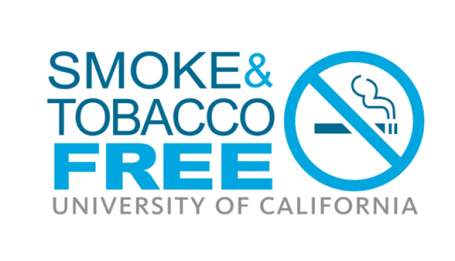 SMOKE &
TOBACCO
FREE
UNIVERSITY OF CALIFORNIA